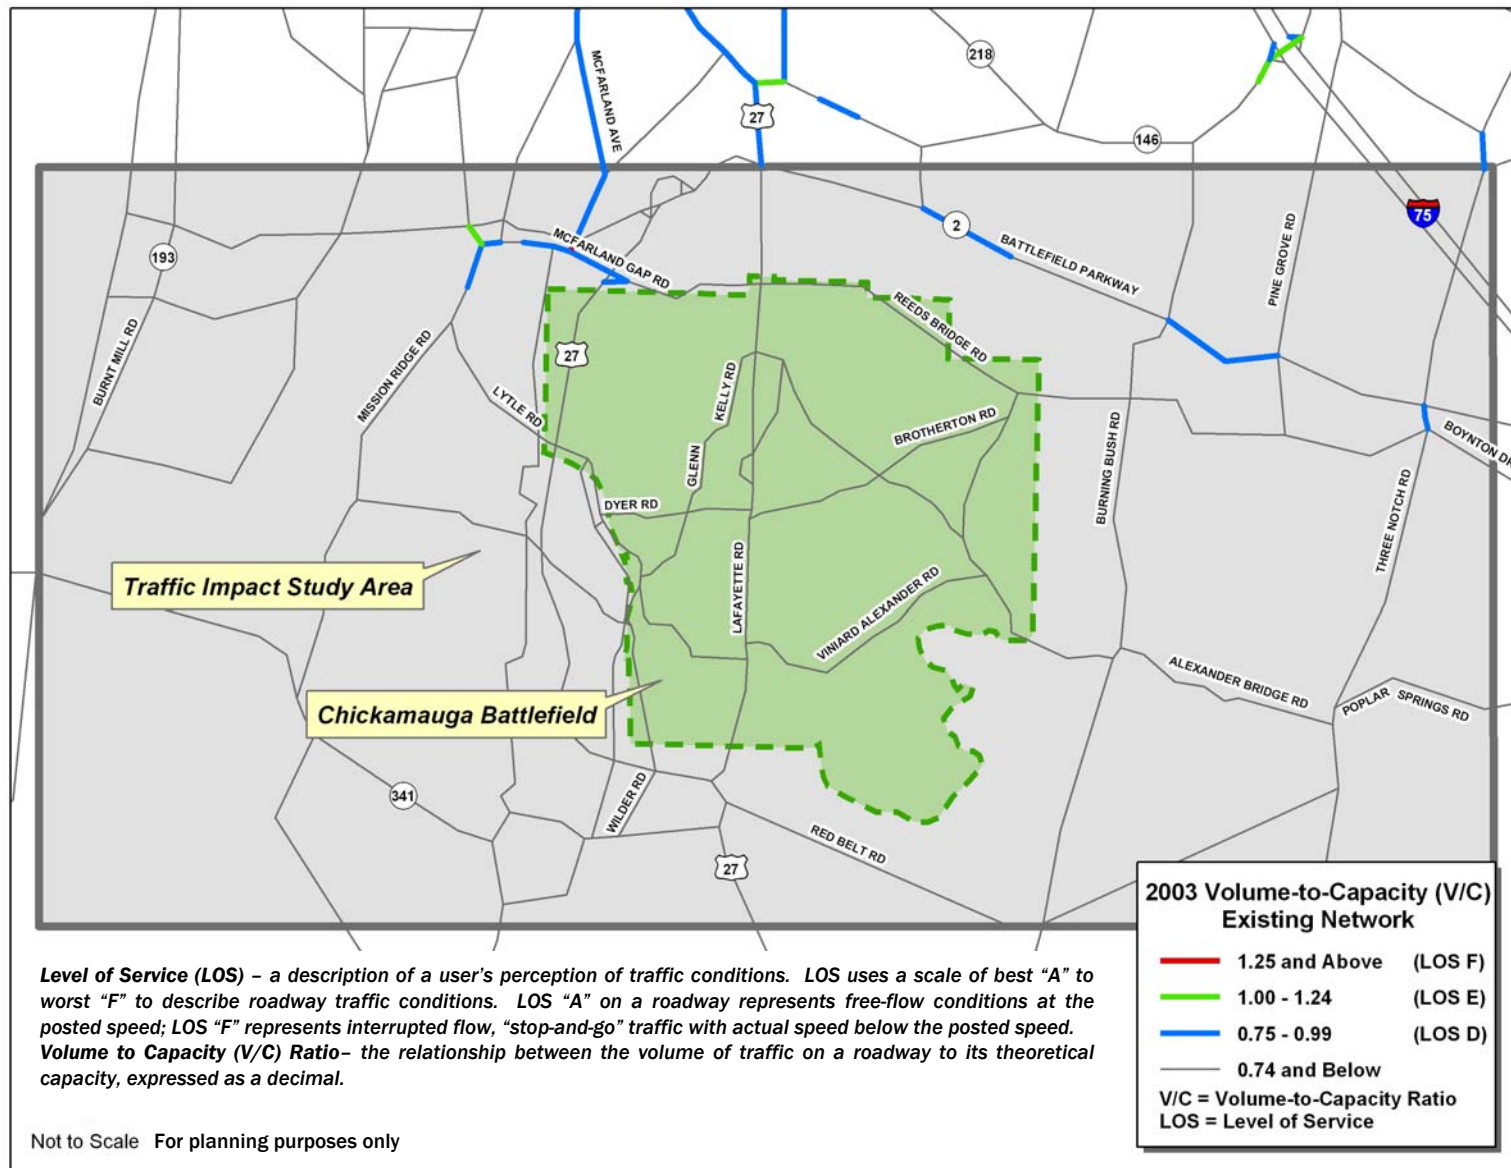 MCFARLAND AVE
218
27
146
75
2
193
MCFARLAND GAP RD
BATTLEFIELD PARKWAY
PINE GROVE RD
BURNT MILL RD
MISSION RIDGE RD
27
REEDS BRIDGE RD
LYTLE RD
KELLY RD
GLENN
BROTHERTON RD
BURNING BUSH RD
BOYNTON DR
DYER RD
THREE NOTCH RD
LAFAYETTE RD
Traffic Impact Study Area
VINIARD ALEXANDER RD
ALEXANDER BRIDGE RD
POPLAR SPRINGS RD
Chickamauga Battlefield
341
WILDER RD
RED BELT RD
27
2003 Volume-to-Capacity (V/C)
Existing Network
1.25 and Above (LOS F)
1.00 - 1.24 (LOS E)
0.75 - 0.99 (LOS D)
0.74 and Below
V/C = Volume-to-Capacity Ratio
LOS = Level of Service
Level of Service (LOS) – a description of a user's perception of traffic conditions. LOS uses a scale of best “A” to
worst “F” to describe roadway traffic conditions. LOS “A” on a roadway represents free-flow conditions at the
posted speed; LOS “F” represents interrupted flow, “stop-and-go” traffic with actual speed below the posted speed.
Volume to Capacity (V/C) Ratio– the relationship between the volume of traffic on a roadway to its theoretical
capacity, expressed as a decimal.
Not to Scale For planning purposes only